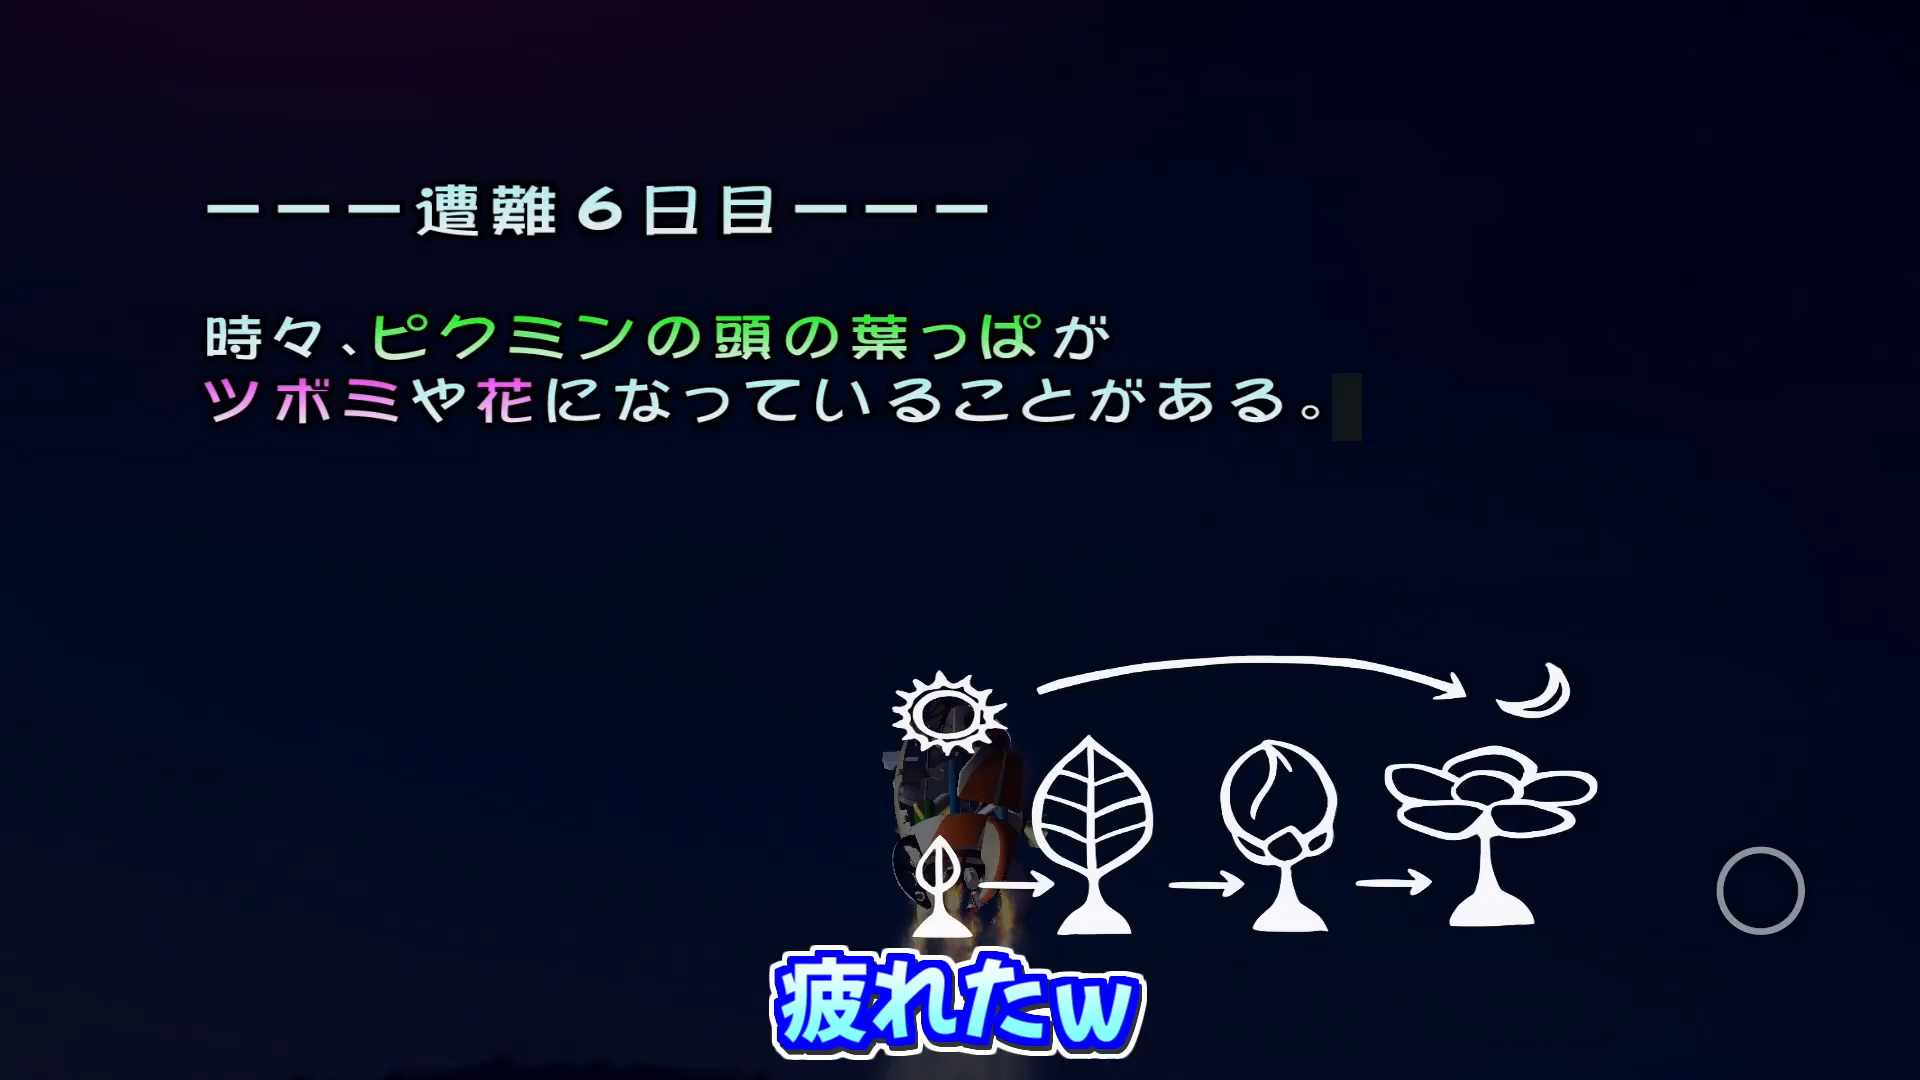 ーーー遭難6日目ーーー
時々、ピクミンの頭の葉っぱが
ツボミや花になっていることがある。
疲れたw